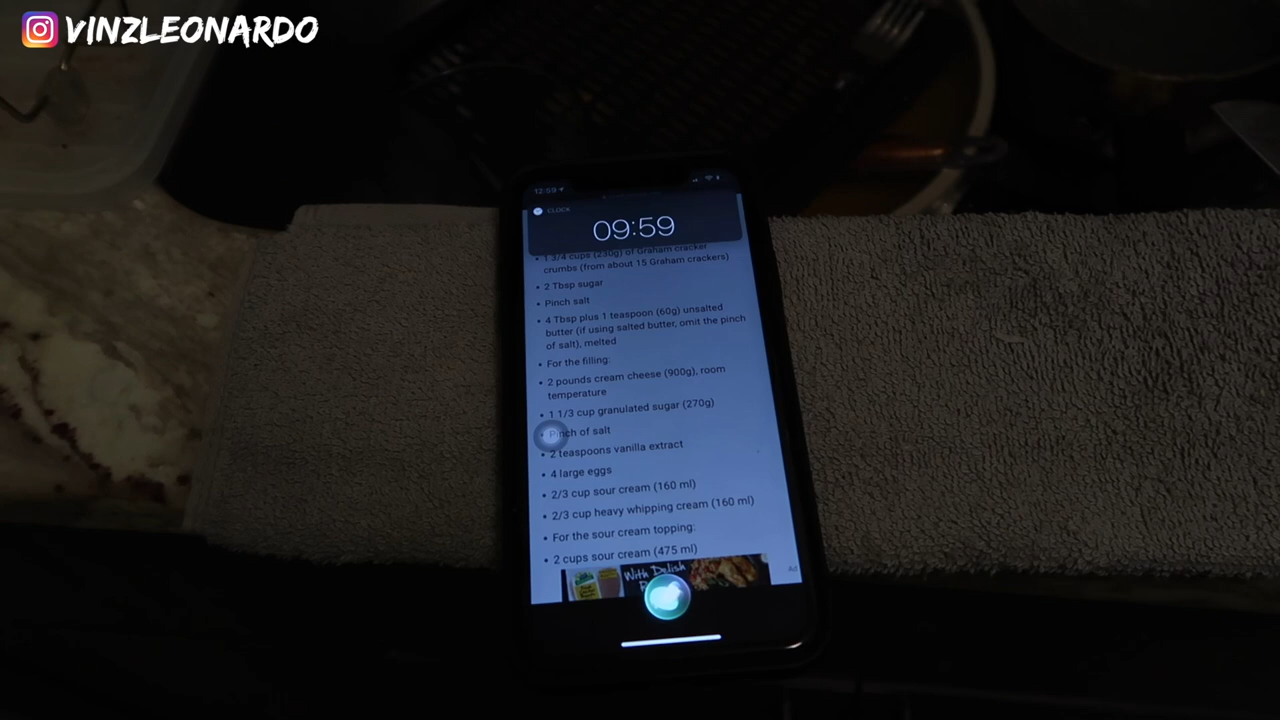 VINZLEONARDO
12:59
CLOCK
09:59
• 1 3/4 cups (230g) of Graham cracker
crumbs (from about 15 Graham crackers)
• 2 Tbsp sugar
• Pinch salt
• 4 Tbsp plus 1 teaspoon (60g) unsalted
butter (if using salted butter, omit the pinch
of salt), melted
• For the filling:
• 2 pounds cream cheese (900g), room
temperature
• 1 1/3 cup granulated sugar (270g)
• Pinch of salt
• 2 teaspoons vanilla extract
• 4 large eggs
• 2/3 cup sour cream (160 ml)
• 2/3 cup heavy whipping cream (160 ml)
• For the sour cream topping:
• 2 cups sour cream (475 ml)
With Delish
Ad